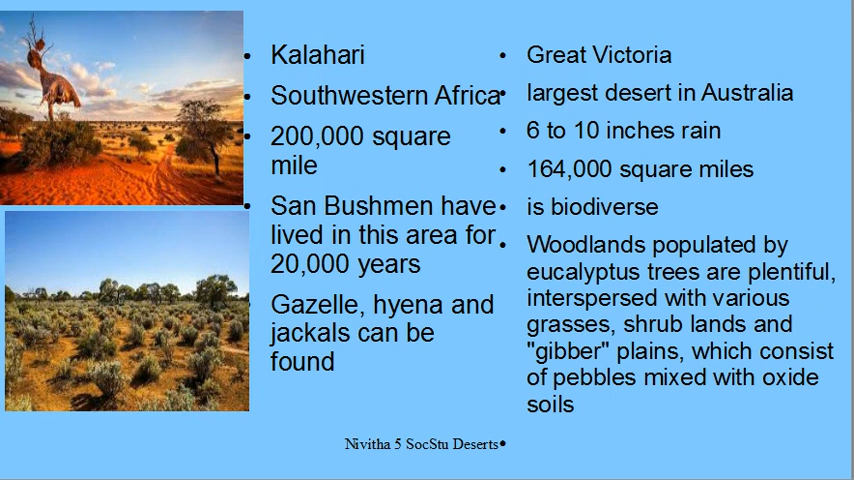 • Kalahari
• Southwestern Africa
• 200,000 square
mile
• San Bushmen have
lived in this area for
20,000 years
Gazelle, hyena and
jackals can be
found
• Great Victoria
• largest desert in Australia
• 6 to 10 inches rain
• 164,000 square miles
• is biodiverse
• Woodlands populated by
eucalyptus trees are plentiful,
interspersed with various
grasses, shrub lands and
"gibber" plains, which consist
of pebbles mixed with oxide
soils
Nivitha 5 SocStu Deserts•